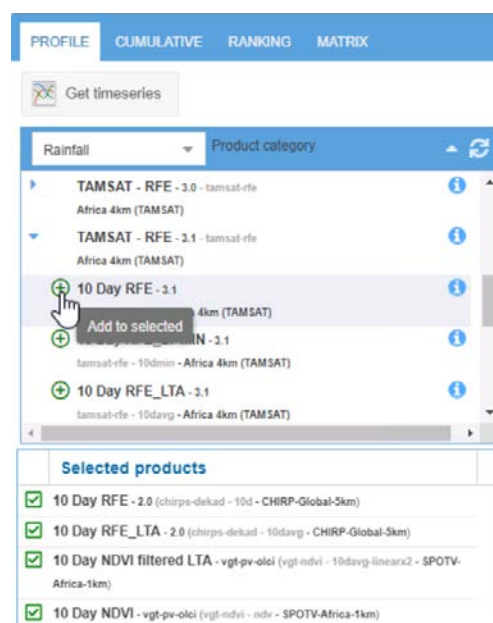 PROFILE CUMULATIVE RANKING MATRIX
Get timeseries
Rainfall Product category
TAMSAT - RFE - 3.0 - tamsat-rfe
Africa 4km (TAMSAT)
TAMSAT - RFE - 3.1 - tamsat-rfe
Africa 4km (TAMSAT)
10 Day RFE - 3.1
4km (TAMSAT)
Add to selected
N - 3.1
tamsat-rfe - 10dmin - Africa 4km (TAMSAT)
10 Day RFE_LTA - 3.1
tamsat-rfe - 10davg - Africa 4km (TAMSAT)
Selected products
10 Day RFE - 2.0 (chirps-dekad - 10d - CHIRP-Global-5km)
10 Day RFE_LTA - 2.0 (chirps-dekad - 10davg - CHIRP-Global-5km)
10 Day NDVI filtered LTA - vgt-pv-olci (vgt-ndvi - 10davg-linearx2 - SPOTV-
Africa-1km)
10 Day NDVI - vgt-pv-olci (vgt-ndvi - ndv - SPOTV-Africa-1km)